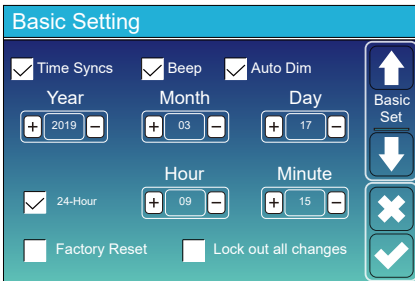 Basic Setting
Time Syncs Beep Auto Dim
Year Month Day
+ 2019 − + 03 − + 17 −
Basic
Set
Hour Minute
24-Hour + 09 − + 15 −
Factory Reset Lock out all changes